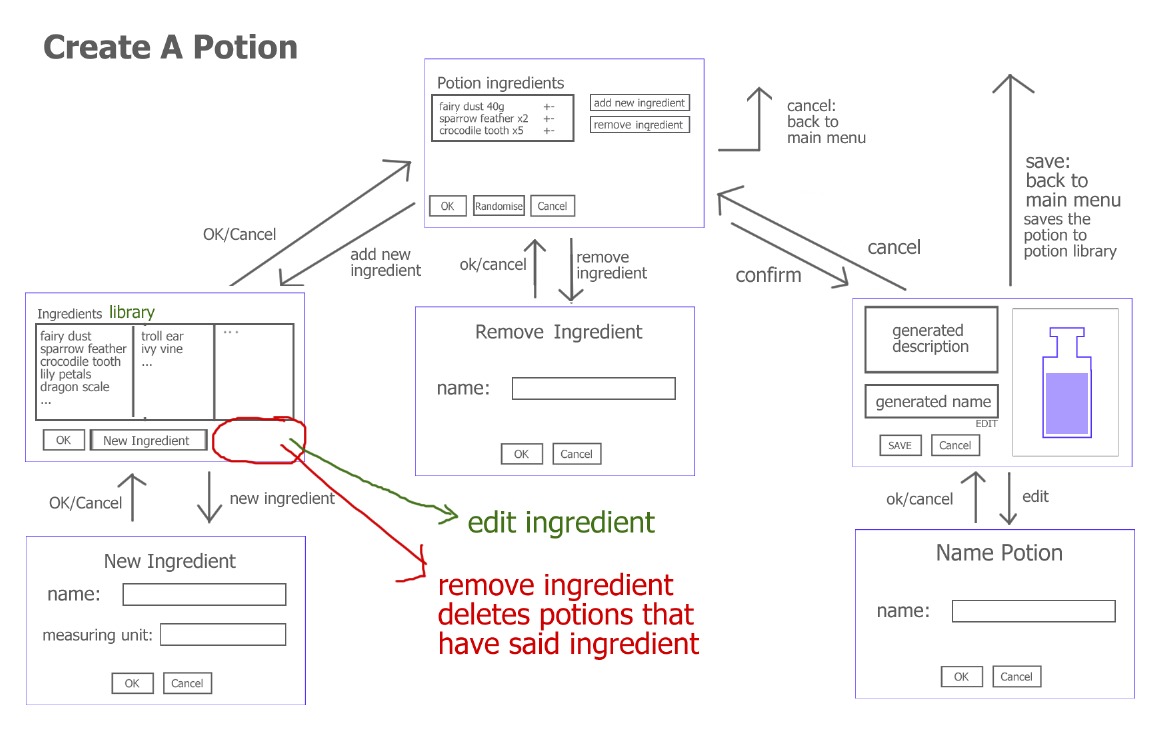 Create A Potion
Potion ingredients
fairy dust 40g +-
sparrow feather x2 +-
crocodile tooth x5 +-
add new ingredient
remove ingredient
OK
Randomise
Cancel
cancel:
back to
main menu
save:
back to
main menu
saves the
potion to
potion library
OK/Cancel
add new
ingredient
ok/cancel
remove
ingredient
cancel
confirm
Ingredients library
fairy dust
sparrow feather
crocodile tooth
lily petals
dragon scale
...
troll ear
ivy vine
...
...
OK
New Ingredient
Remove Ingredient
name:
OK
Cancel
generated
description
generated name
EDIT
SAVE
Cancel
OK/Cancel
new ingredient
edit ingredient
remove ingredient
deletes potions that
have said ingredient
ok/cancel
edit
New Ingredient
name:
measuring unit:
OK
Cancel
Name Potion
name:
OK
Cancel